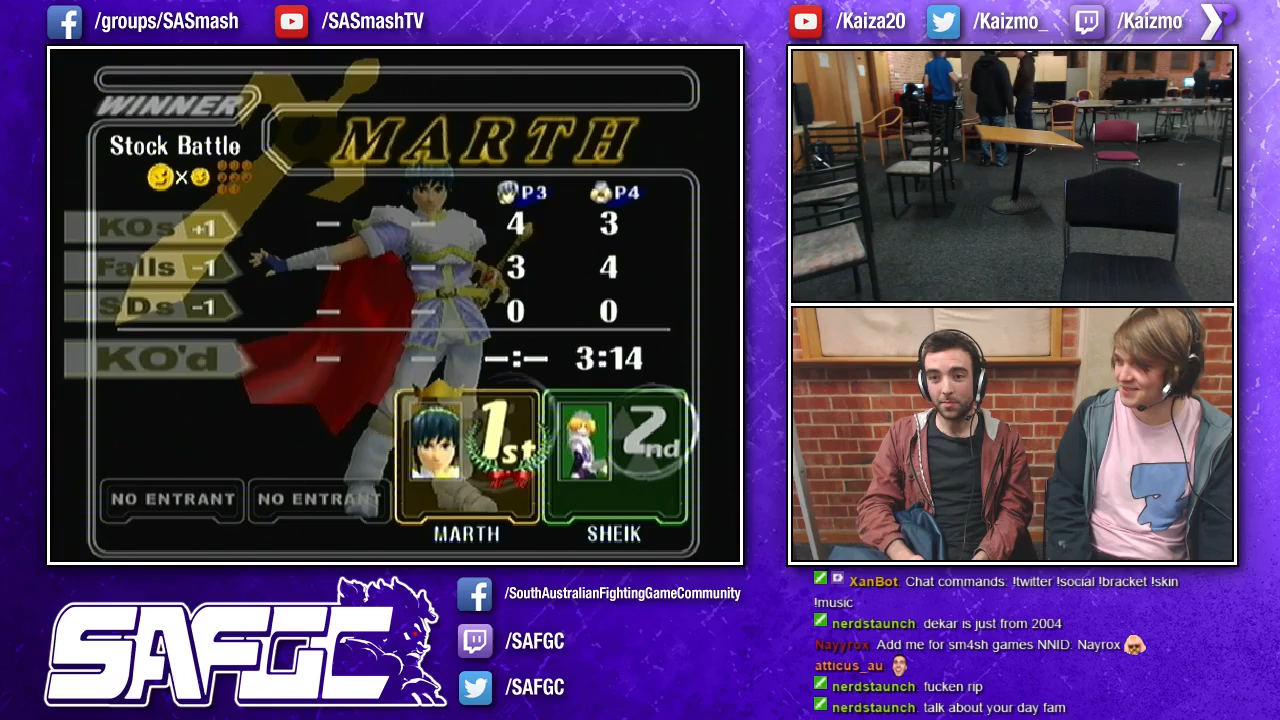 /groups/SASmash /SASmashTV
/Kaiza20 /Kaizmo_ /Kaizmo
WINNER
MARTH
Stock Battle
P3 P4
KOs +1 – – 4 3
Falls -1 – – 3 4
SDs -1 – – 0 0
KO'd – – –:– 3:14
1st 2nd
NO ENTRANT NO ENTRANT
MARTH SHEIK
SAFGC
/SouthAustralianFightingGameCommunity
/SAFGC
/SAFGC
XanBot: Chat commands: !twitter !social !bracket !skin
!music
nerdstaunch: dekar is just from 2004
Nayyrox: Add me for sm4sh games NNID: Nayrox
atticus_au:
nerdstaunch: fucken rip
nerdstaunch: talk about your day fam